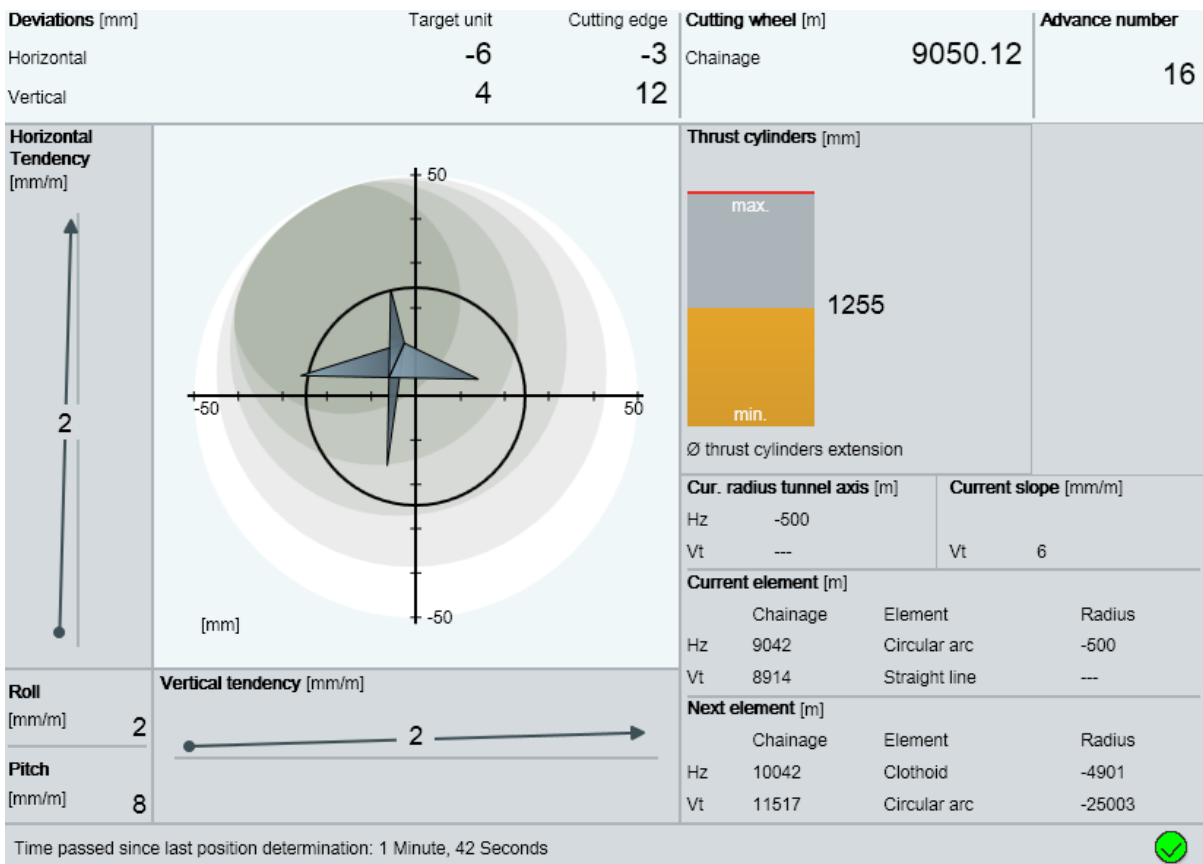 Deviations [mm] Target unit Cutting edge
Horizontal -6 -3
Vertical 4 12
Cutting wheel [m]
Chainage 9050.12
Advance number
16
Horizontal
Tendency
[mm/m]
2
50
-50 50
-50
[mm]
Thrust cylinders [mm]
max.
1255
min.
Ø thrust cylinders extension
Cur. radius tunnel axis [m]
Hz -500
Vt ---
Current slope [mm/m]
Vt 6
Current element [m]
Chainage Element Radius
Hz 9042 Circular arc -500
Vt 8914 Straight line ---
Next element [m]
Chainage Element Radius
Hz 10042 Clothoid -4901
Vt 11517 Circular arc -25003
Roll
[mm/m] 2
Pitch
[mm/m] 8
Vertical tendency [mm/m]
2
Time passed since last position determination: 1 Minute, 42 Seconds